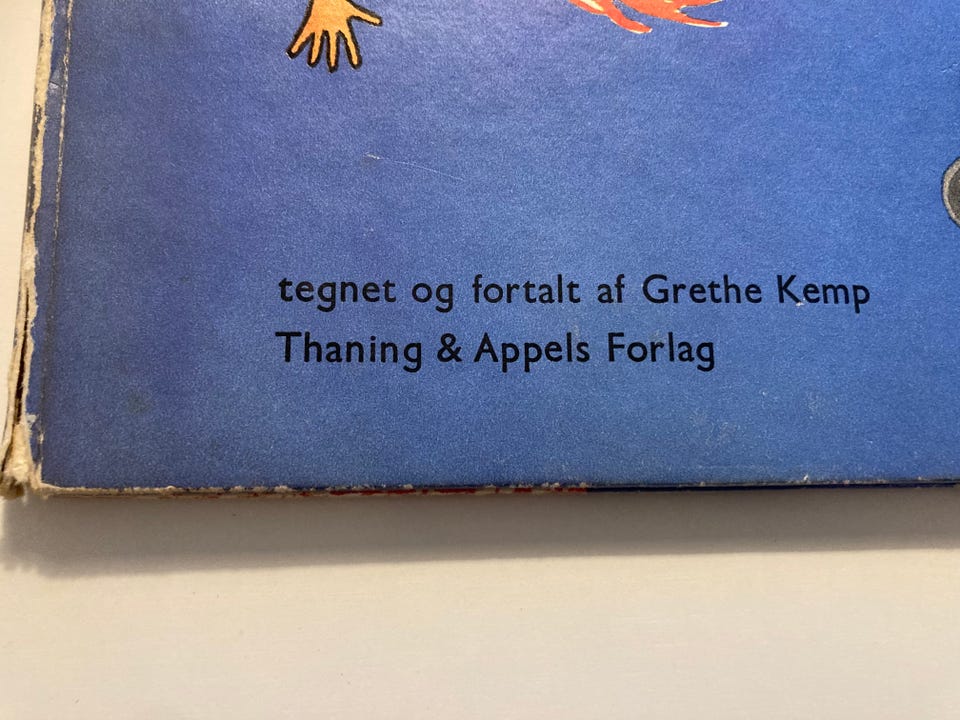 tegnet og fortalt af Grethe Kemp
Thaning & Appels Forlag